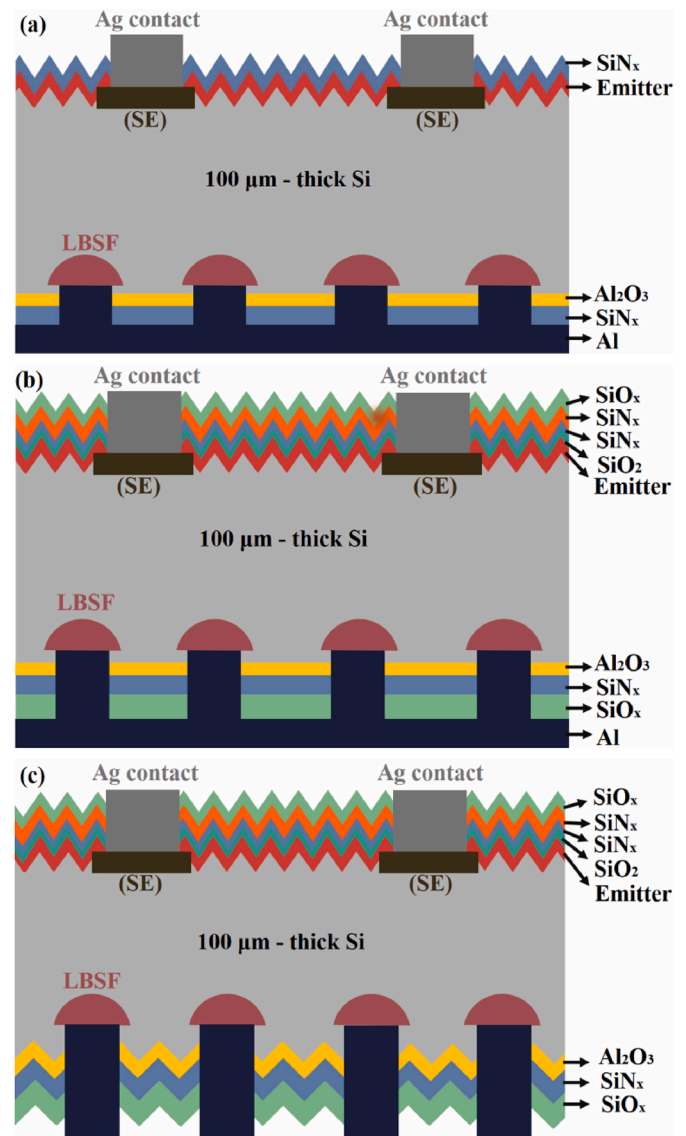 (a)
Ag contact Ag contact
SiNₓ
Emitter
(SE) (SE)
100 μm - thick Si
LBSF
Al₂O₃
SiNₓ
Al
(b)
Ag contact Ag contact
SiOₓ
SiNₓ
SiNₓ
SiO₂
Emitter
(SE) (SE)
100 μm - thick Si
LBSF
Al₂O₃
SiNₓ
SiOₓ
Al
(c)
Ag contact Ag contact
SiOₓ
SiNₓ
SiNₓ
SiO₂
Emitter
(SE) (SE)
100 μm - thick Si
LBSF
Al₂O₃
SiNₓ
SiOₓ